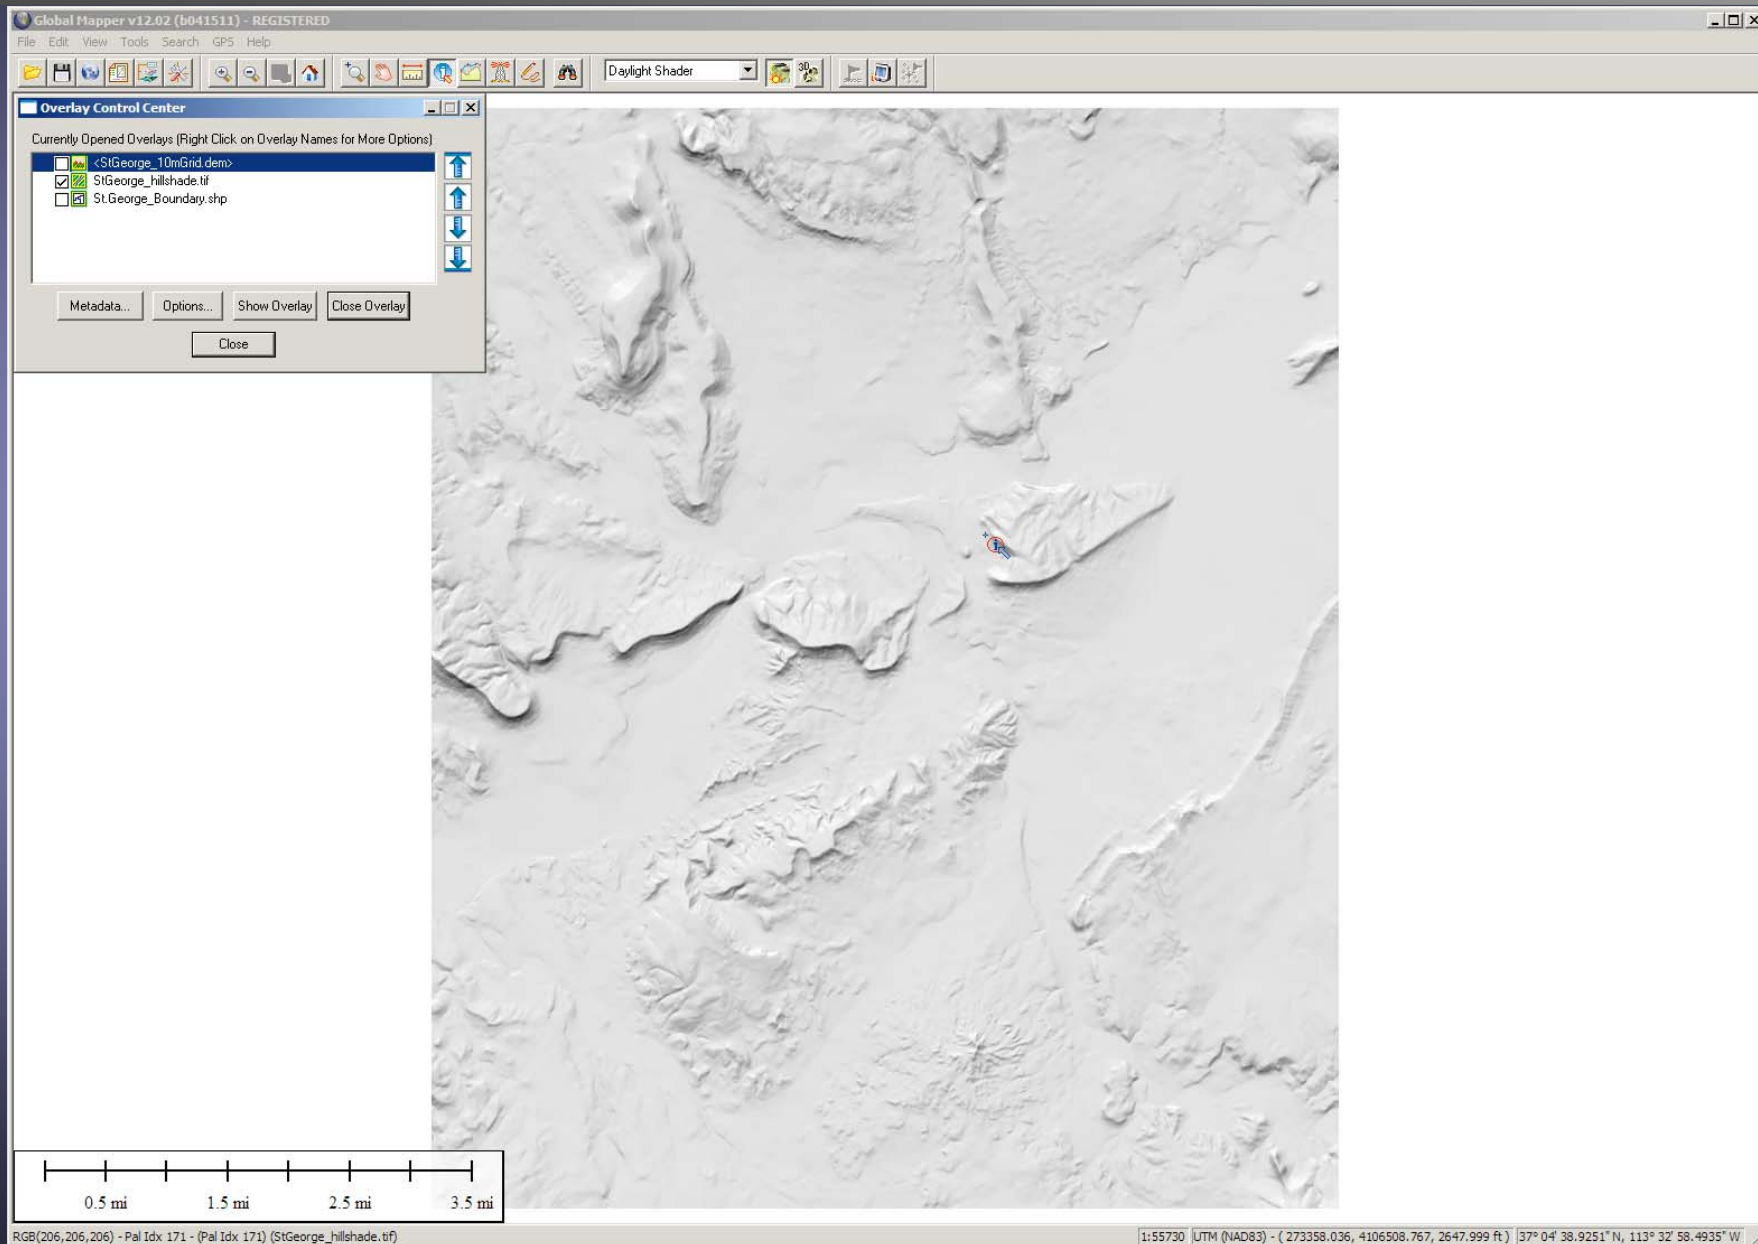 Global Mapper v12.02 (b041511) - REGISTERED
File Edit View Tools Search GPS Help
3D
Daylight Shader
Overlay Control Center
Currently Opened Overlays (Right Click on Overlay Names for More Options)
<StGeorge_10mGrid.dem>
StGeorge_hillshade.tif
St.George_Boundary.shp
Metadata... Options... Show Overlay Close Overlay
Close
0.5 mi 1.5 mi 2.5 mi 3.5 mi
RGB(206,206,206) - Pal Idx 171 - (Pal Idx 171) (StGeorge_hillshade.tif) 1:55730 UTM (NAD83) - ( 273358.036, 4106508.767, 2647.999 ft ) 37° 04' 38.9251" N, 113° 32' 58.4935" W